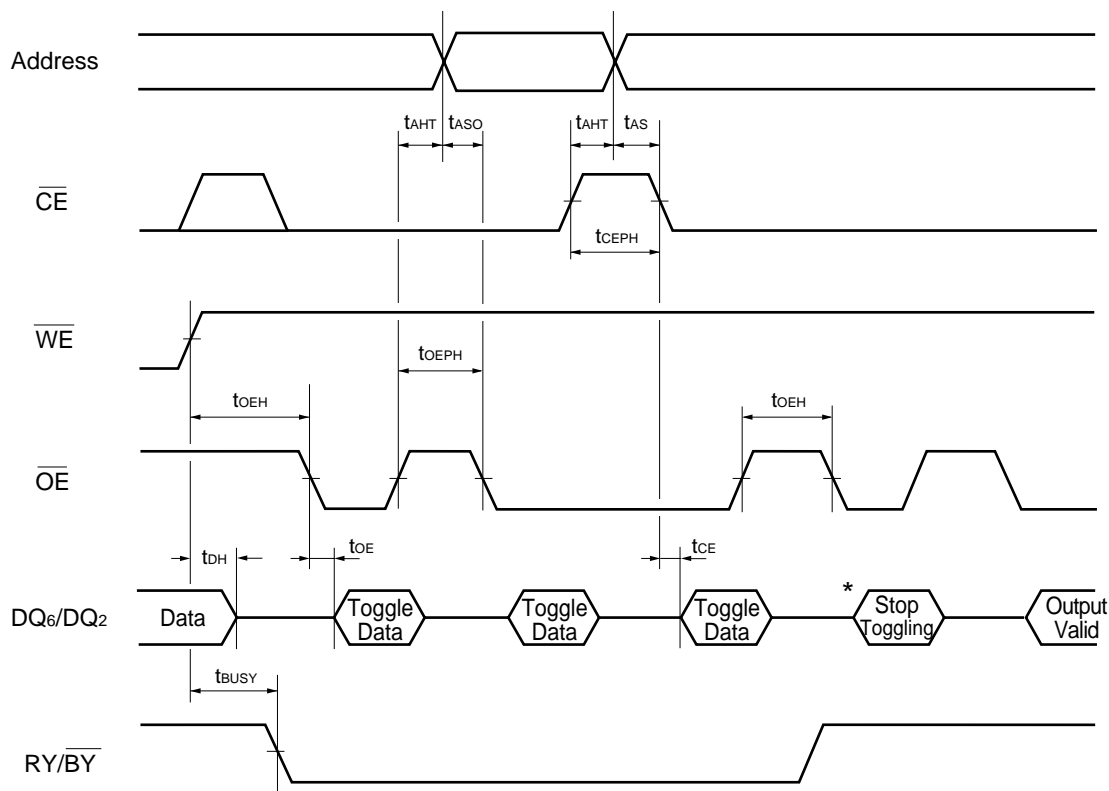 Address
tAHT tASO tAHT tAS
CE
tCEPH
WE
tOEPH
tOEH tOEH
OE
tDH tOE tCE
DQ6/DQ2 Data Toggle Data Toggle Data Toggle Data * Stop Toggling Output Valid
tBUSY
RY/BY